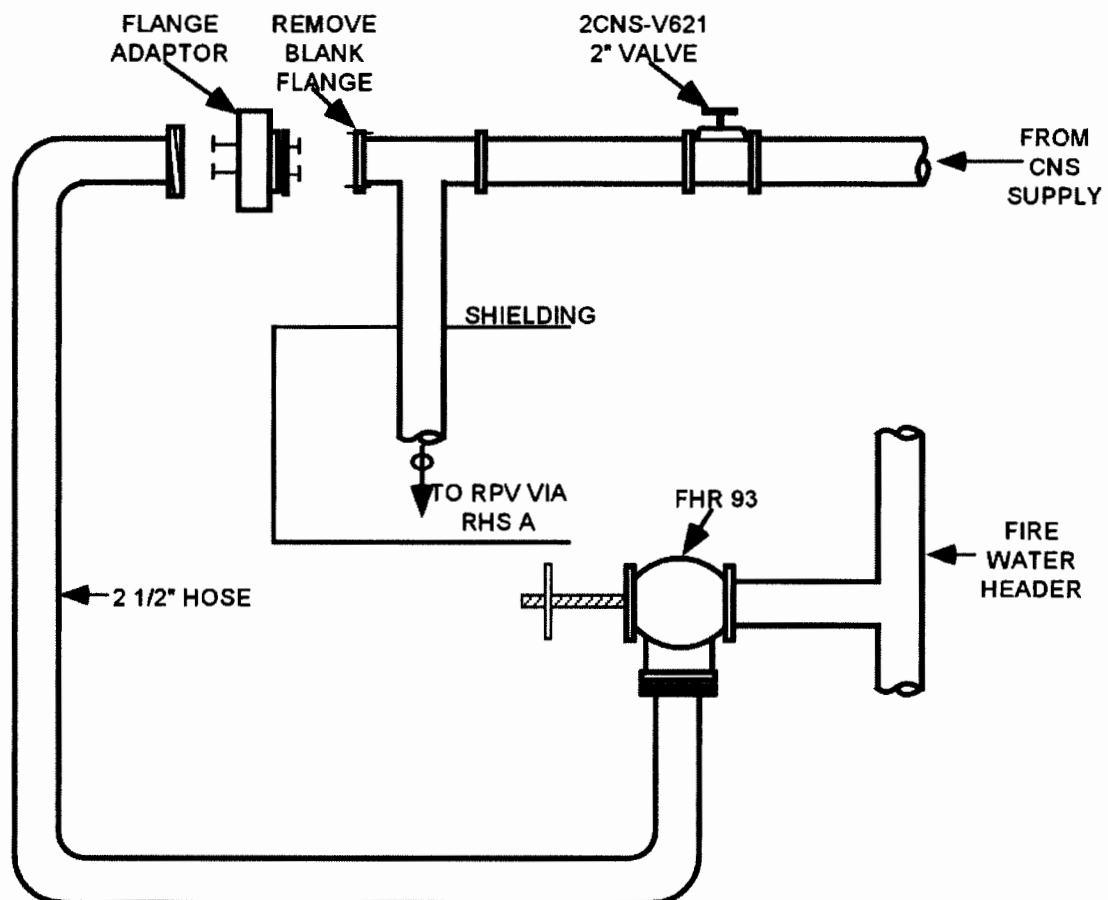 FLANGE
ADAPTOR
REMOVE
BLANK
FLANGE
2CNS-V621
2" VALVE
FROM
CNS
SUPPLY
SHIELDING
TO RPV VIA
RHS A
FHR 93
FIRE
WATER
HEADER
2 1/2" HOSE